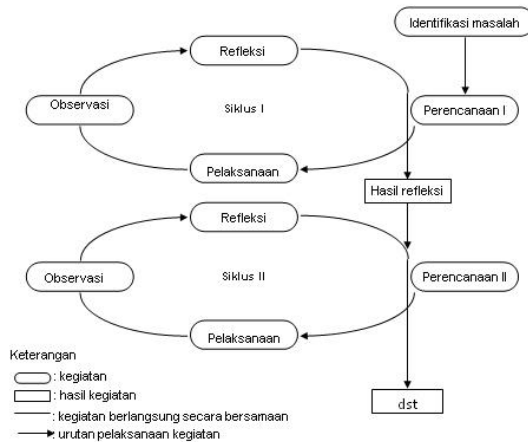 Identifikasi masalah
Refleksi
Observasi
Siklus I
Perencanaan I
Pelaksanaan
Hasil refleksi
Refleksi
Observasi
Siklus II
Perencanaan II
Pelaksanaan
Keterangan
: kegiatan
: hasil kegiatan
: kegiatan berlangsung secara bersamaan
: urutan pelaksanaan kegiatan
dst